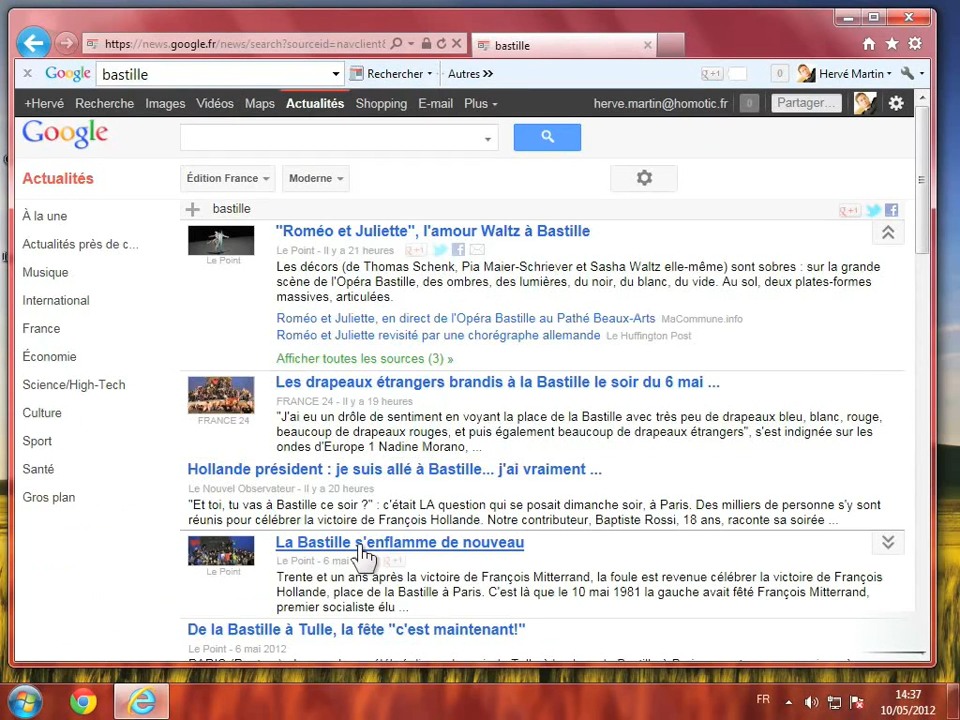 https://news.google.fr/news/search?sourceid=navclient&
bastille
Google
bastille
Rechercher
Autres »
g+1
0
Hervé Martin
+Hervé
Recherche
Images
Vidéos
Maps
Actualités
Shopping
E-mail
Plus
herve.martin@homotic.fr
0
Partager...
Google
Actualités
Édition France
Moderne
À la une
Actualités près de c...
Musique
International
France
Économie
Science/High-Tech
Culture
Sport
Santé
Gros plan
bastille
g+1
"Roméo et Juliette", l'amour Waltz à Bastille
Le Point
Le Point - Il y a 21 heures
g+1
Les décors (de Thomas Schenk, Pia Maier-Schriever et Sasha Waltz elle-même) sont sobres : sur la grande
scène de l'Opéra Bastille, des ombres, des lumières, du noir, du blanc, du vide. Au sol, deux plates-formes
massives, articulées.
Roméo et Juliette, en direct de l'Opéra Bastille au Pathé Beaux-Arts MaCommune.info
Roméo et Juliette revisité par une chorégraphe allemande Le Huffington Post
Afficher toutes les sources (3) »
Les drapeaux étrangers brandis à la Bastille le soir du 6 mai ...
FRANCE 24
FRANCE 24 - Il y a 19 heures
"J'ai eu un drôle de sentiment en voyant la place de la Bastille avec très peu de drapeaux bleu, blanc, rouge,
beaucoup de drapeaux rouges, et puis également beaucoup de drapeaux étrangers", s'est indignée sur les
ondes d'Europe 1 Nadine Morano, ...
Hollande président : je suis allé à Bastille... j'ai vraiment ...
Le Nouvel Observateur - Il y a 20 heures
"Et toi, tu vas à Bastille ce soir ?" : c'était LA question qui se posait dimanche soir, à Paris. Des milliers de personne s'y sont
réunis pour célébrer la victoire de François Hollande. Notre contributeur, Baptiste Rossi, 18 ans, raconte sa soirée ...
La Bastille s'enflamme de nouveau
Le Point
Le Point - 6 mai
g+1
Trente et un ans après la victoire de François Mitterrand, la foule est revenue célébrer la victoire de François
Hollande, place de la Bastille à Paris. C'est là que le 10 mai 1981 la gauche avait fêté François Mitterrand,
premier socialiste élu ...
De la Bastille à Tulle, la fête "c'est maintenant!"
Le Point - 6 mai 2012
FR
14:37
10/05/2012